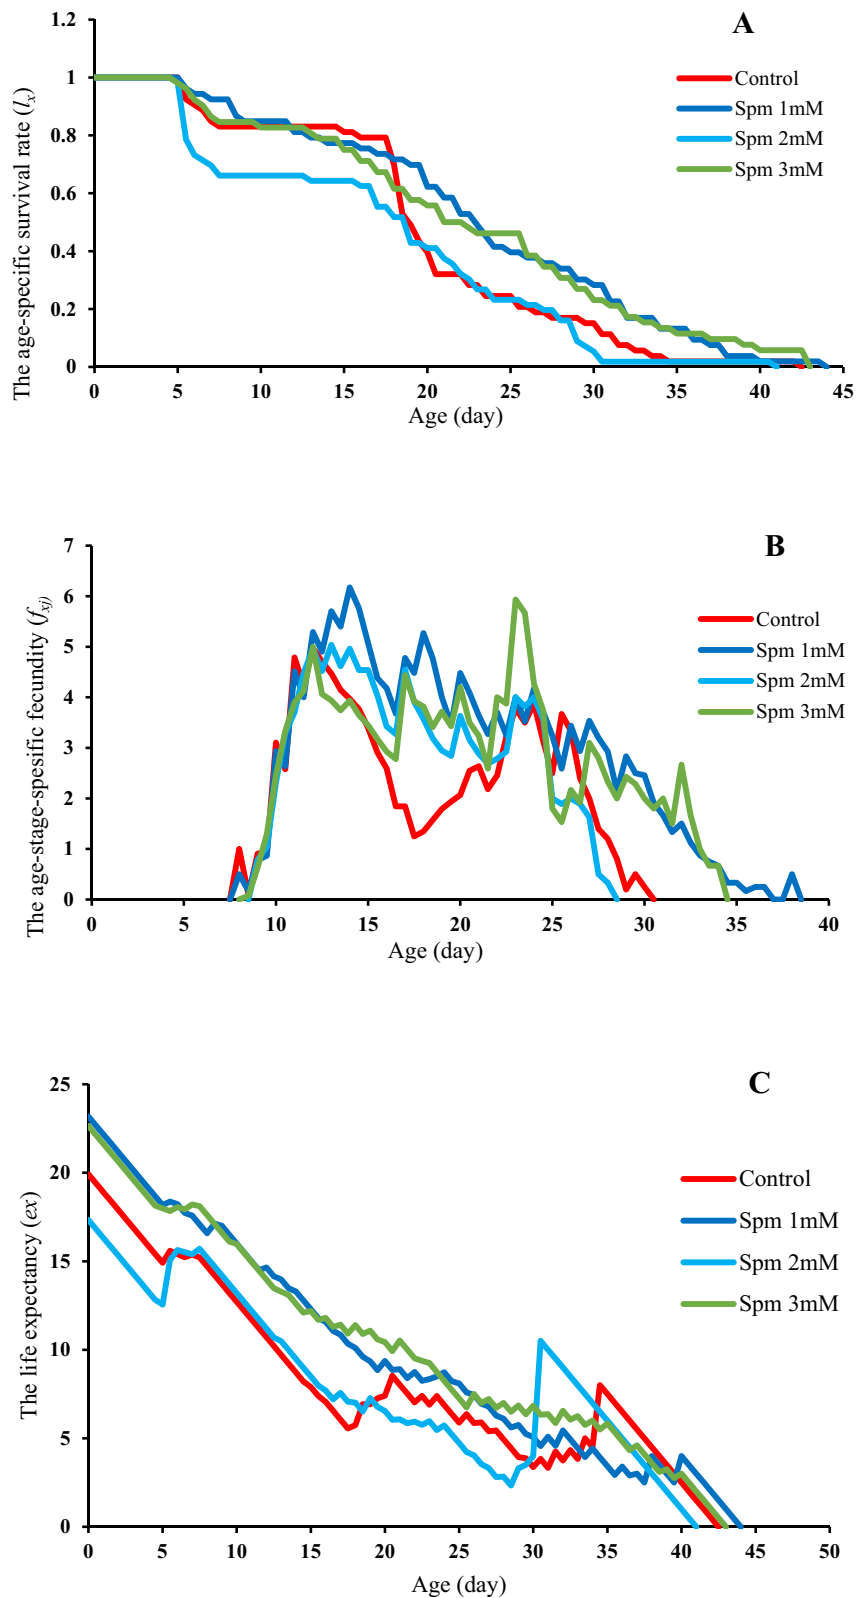 A
The age-specific survival rate (lx)
1.2
1
0.8
0.6
0.4
0.2
0
0 5 10 15 20 25 30 35 40 45
Age (day)
Control
Spm 1mM
Spm 2mM
Spm 3mM
B
The age-stage-spesific fecundity (fxj)
7
6
5
4
3
2
1
0
0 5 10 15 20 25 30 35 40
Age (day)
Control
Spm 1mM
Spm 2mM
Spm 3mM
C
The life expectancy (ex)
25
20
15
10
5
0
0 5 10 15 20 25 30 35 40 45 50
Age (day)
Control
Spm 1mM
Spm 2mM
Spm 3mM